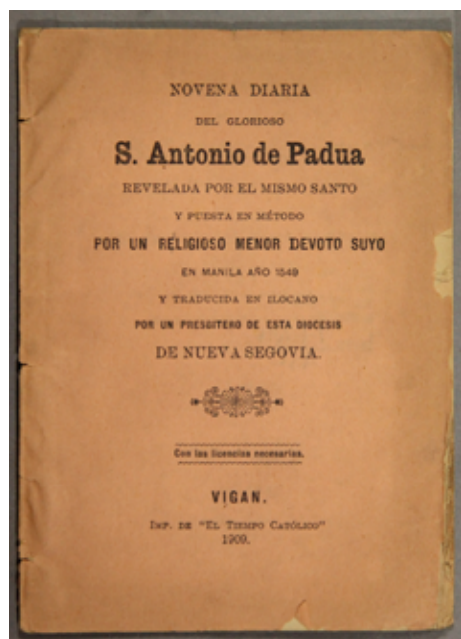 NOVENA DIARIA
DEL GLORIOSO
S. Antonio de Padua
REVELADA POR EL MISMO SANTO
Y PUESTA EN MÉTODO
POR UN RELIGIOSO MENOR DEVOTO SUYO
EN MANILA AÑO 1549
Y TRADUCIDA EN ILOCANO
POR UN PRESBITERO DE ESTA DIOCESIS
DE NUEVA SEGOVIA.
Con las licencias necesarias.
VIGAN.
IMP. DE "EL TIEMPO CATÓLICO"
1909.